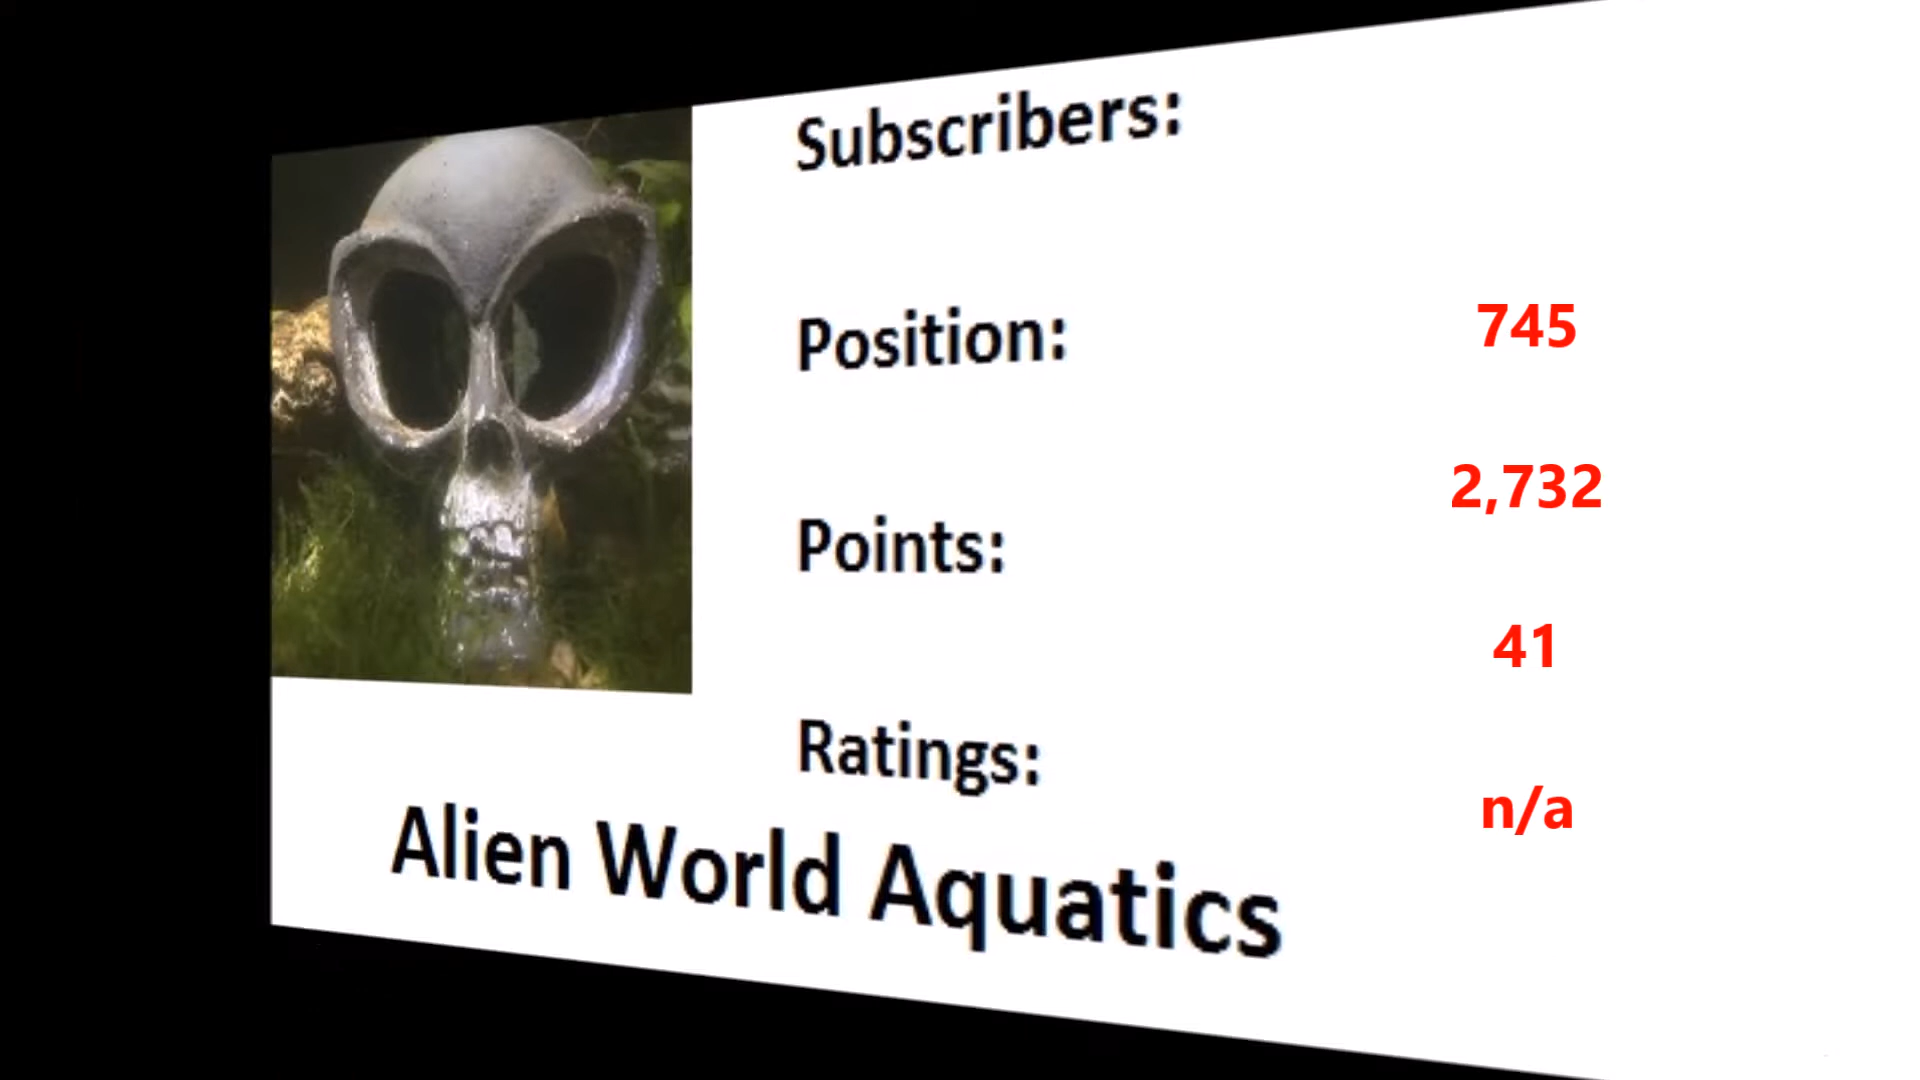 Subscribers:
745
Position:
2,732
Points:
41
Ratings:
n/a
Alien World Aquatics